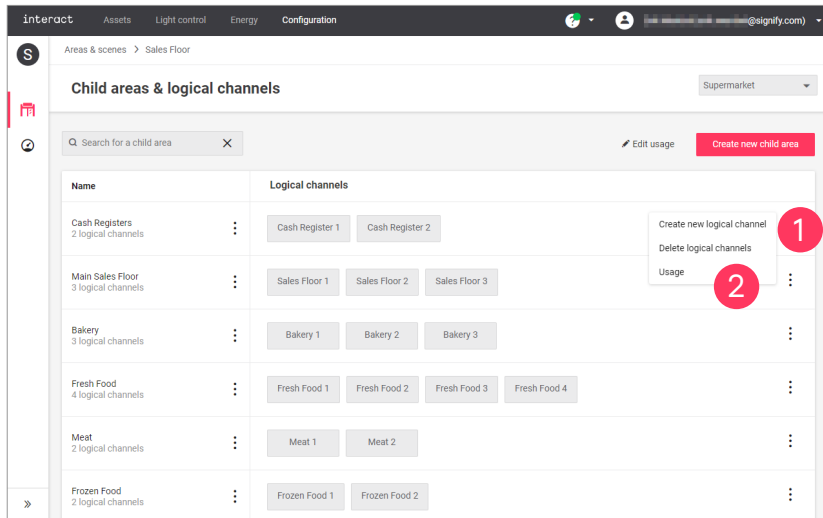 interact Assets Light control Energy Configuration ? @signify.com)
S Areas & scenes > Sales Floor
Child areas & logical channels Supermarket
Search for a child area Edit usage Create new child area
Name Logical channels
Cash Registers
2 logical channels
Cash Register 1 Cash Register 2
Create new logical channel 1
Delete logical channels
Usage 2
Main Sales Floor
3 logical channels
Sales Floor 1 Sales Floor 2 Sales Floor 3
Bakery
3 logical channels
Bakery 1 Bakery 2 Bakery 3
Fresh Food
4 logical channels
Fresh Food 1 Fresh Food 2 Fresh Food 3 Fresh Food 4
Meat
2 logical channels
Meat 1 Meat 2
Frozen Food
2 logical channels
Frozen Food 1 Frozen Food 2